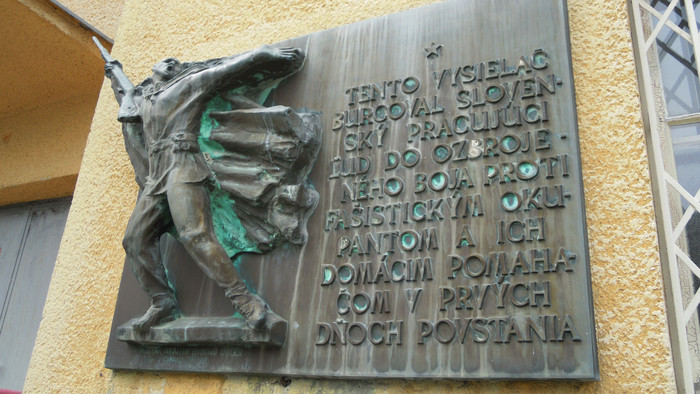 TENTO VYSIELAČ
BURCOVAL SLOVEN-
SKÝ PRACUJÚCI
ĽUD DO OZBROJE-
NÉHO BOJA PROTI
FAŠISTICKÝM OKU-
PANTOM A ICH
DOMÁCIM POMAHA-
ČOM V PRVÝCH
DŇOCH POVSTANIA